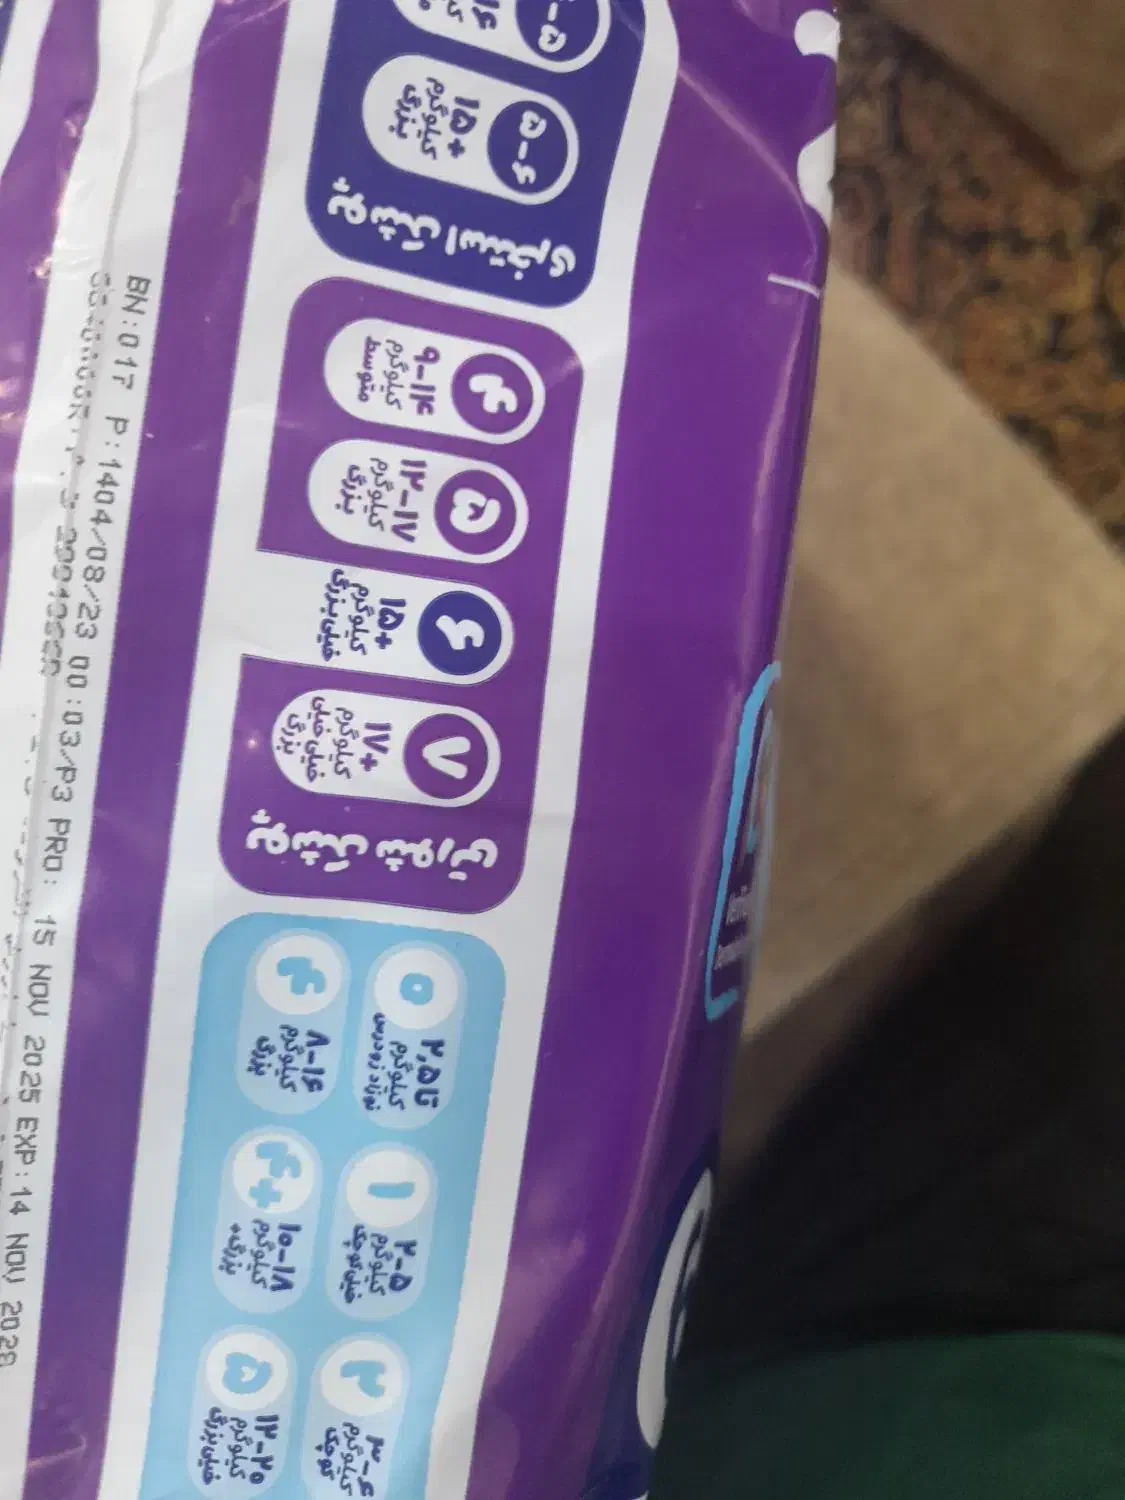 ۵-۶
۱۵+
کیلوگرم
بزرگ
پوشک استخری
۴
۹-۱۴
کیلوگرم
متوسط
۵
۱۲-۱۷
کیلوگرم
بزرگ
۶
۱۵+
کیلوگرم
خیلی بزرگ
۷
۱۷+
کیلوگرم
خیلی خیلی
بزرگ
پوشک شورتی
۰
تا ۲,۵
کیلوگرم
نوزاد زودرس
۱
۲-۵
کیلوگرم
خیلی کوچک
۲
۳-۶
کیلوگرم
کوچک
۴
۸-۱۶
کیلوگرم
بزرگ
۴+
۱۰-۱۸
کیلوگرم
بزرگ+
۵
۱۲-۲۰
کیلوگرم
خیلی بزرگ
BN:017 P:1404/08/23 00:03/P3 PRO: 15 NOV 2025 EXP:14 NOV 2028